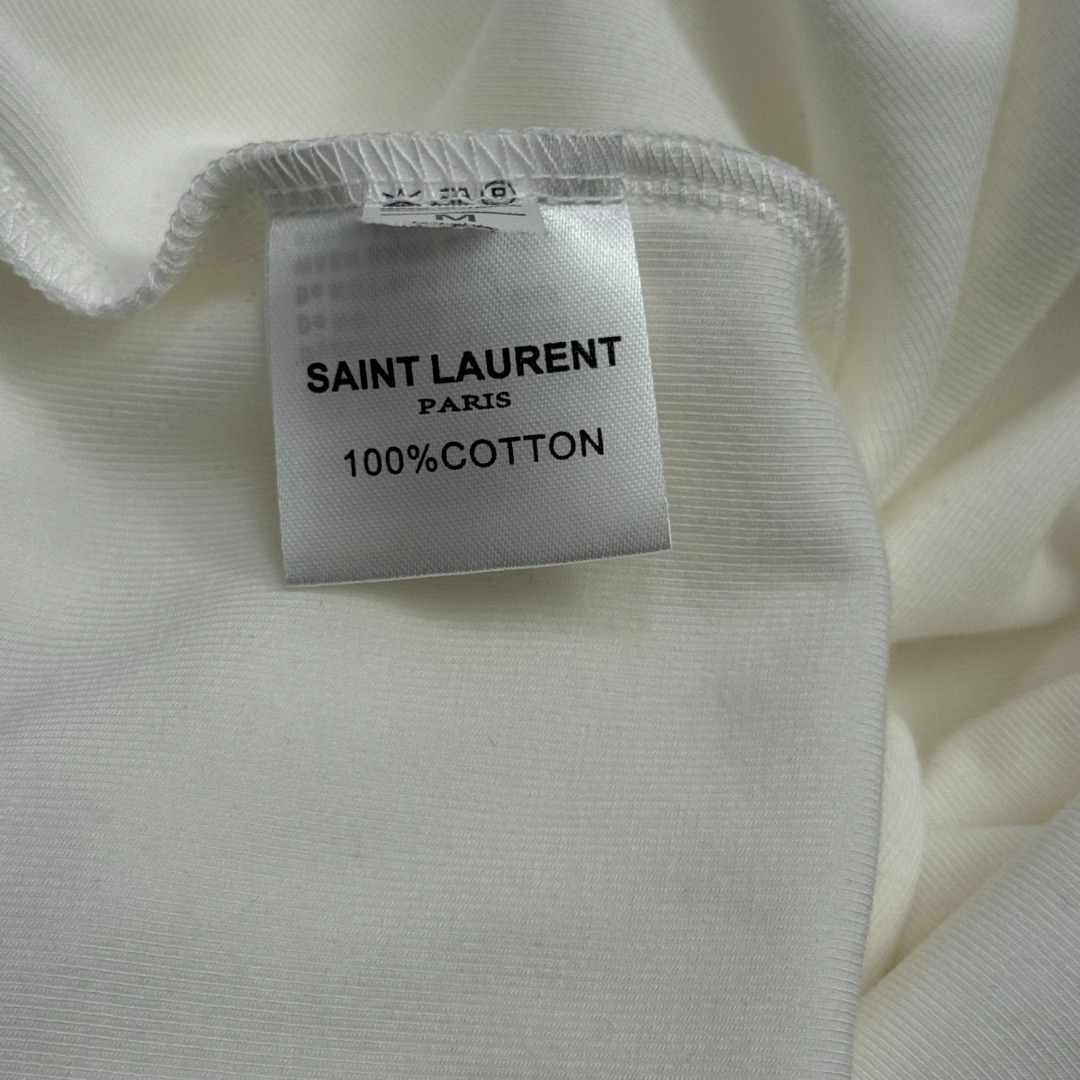 M
SAINT LAURENT
PARIS
100%COTTON